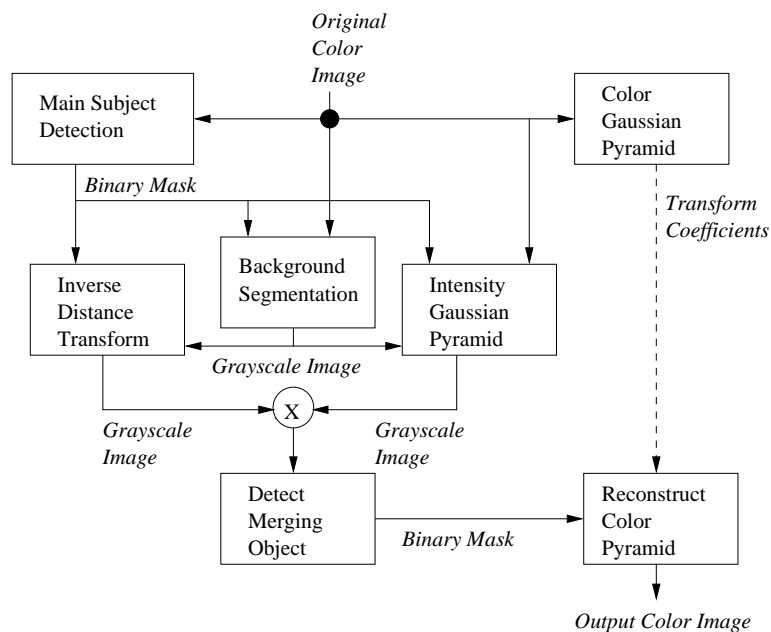 Original
Color
Image
Main Subject
Detection
Color
Gaussian
Pyramid
Binary Mask
Transform
Coefficients
Inverse
Distance
Transform
Background
Segmentation
Intensity
Gaussian
Pyramid
Grayscale Image
X
Grayscale
Image
Grayscale
Image
Detect
Merging
Object
Binary Mask
Reconstruct
Color
Pyramid
Output Color Image